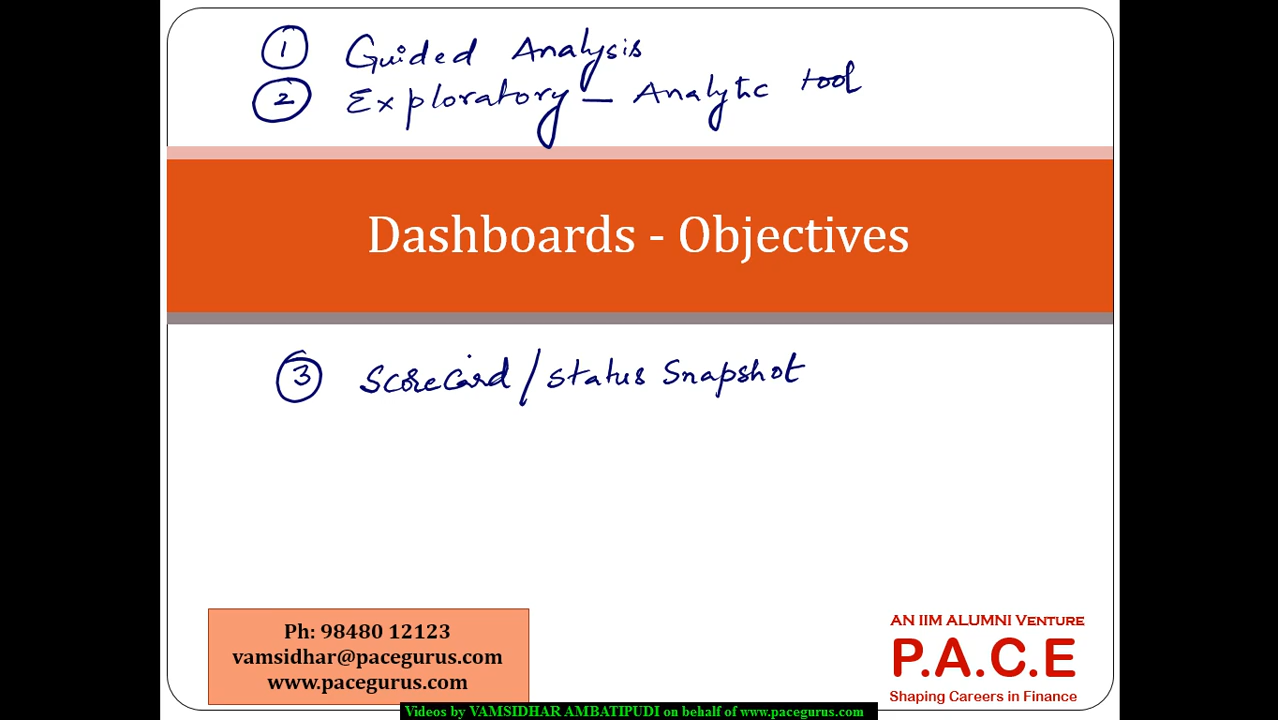 1 Guided Analysis
2 Exploratory - Analytic tool
Dashboards - Objectives
3 Scorecard / Status Snapshot
Ph: 98480 12123
vamsidhar@pacegurus.com
www.pacegurus.com
AN IIM ALUMNI VENTURE
P.A.C.E
Shaping Careers in Finance
Videos by VAMSIDHAR AMBATIPUDI on behalf of www.pacegurus.com